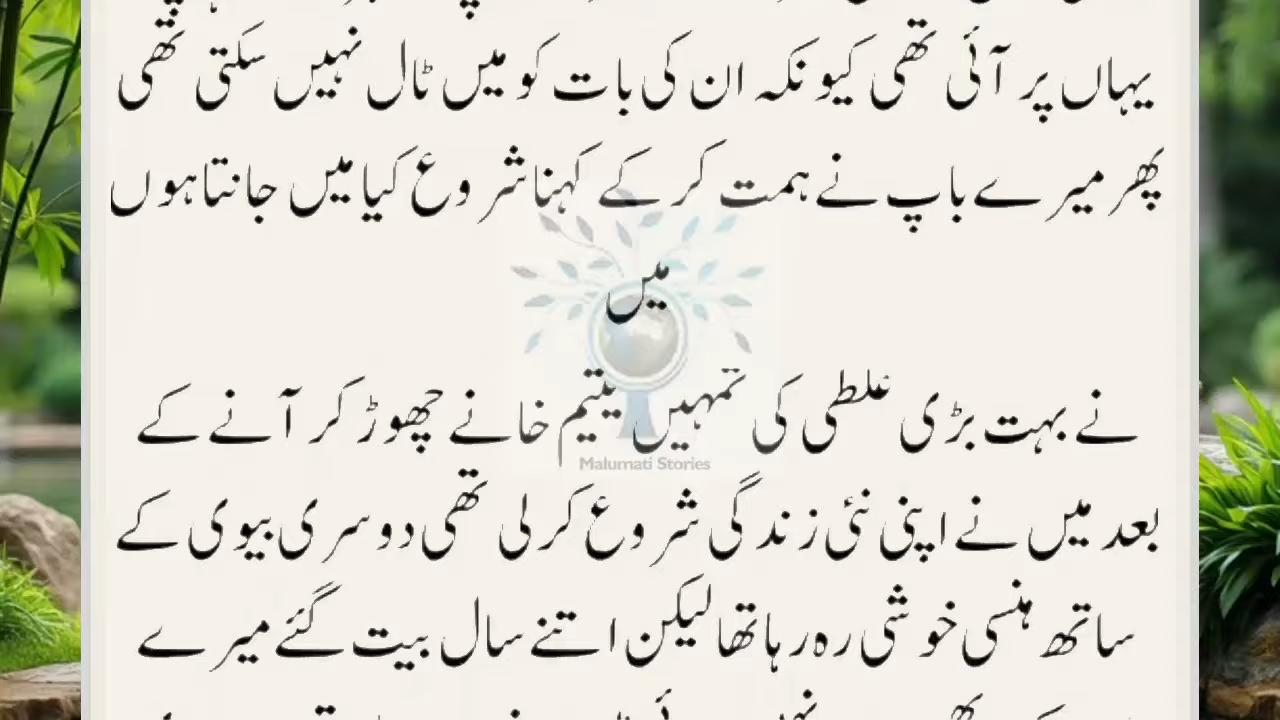 یہاں پر آئی تھی کیونکہ ان کی بات کو میں ٹال نہیں سکتی تھی
پھر میرے باپ نے ہمت کر کے کہنا شروع کیا میں جانتا ہوں
میں
نے بہت بڑی غلطی کی تمہیں یتیم خانے چھوڑ کر آنے کے
Malumati Stories
بعد میں نے اپنی نئی زندگی شروع کر لی تھی دوسری بیوی کے
ساتھ ہنسی خوشی رہ رہا تھا لیکن اتنے سال بیت گئے میرے